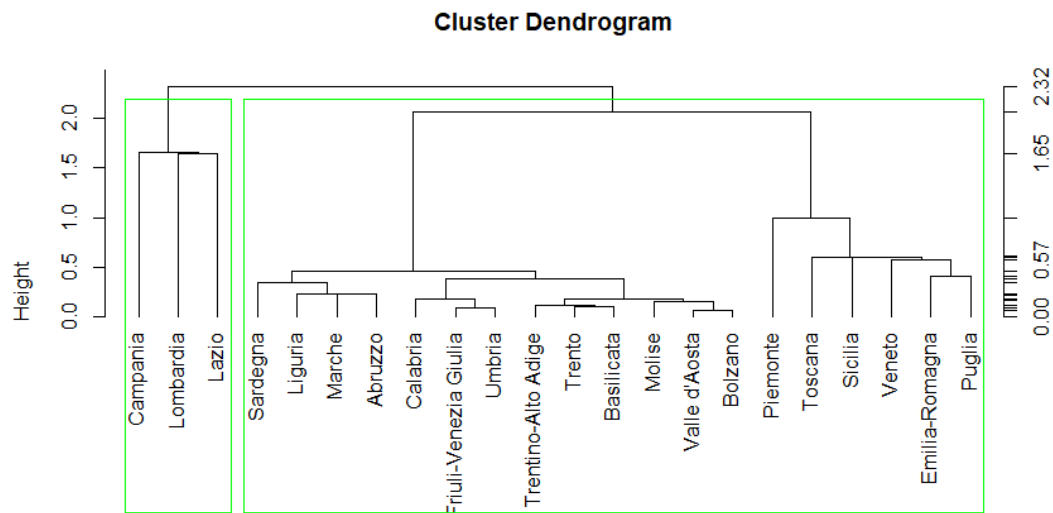 Cluster Dendrogram
Height
0.0
0.5
1.0
1.5
2.0
2.32
1.65
0.57
0.00
Campania
Lombardia
Lazio
Sardegna
Liguria
Marche
Abruzzo
Calabria
Friuli-Venezia Giulia
Umbria
Trentino-Alto Adige
Trento
Basilicata
Molise
Valle d'Aosta
Bolzano
Piemonte
Toscana
Sicilia
Veneto
Emilia-Romagna
Puglia